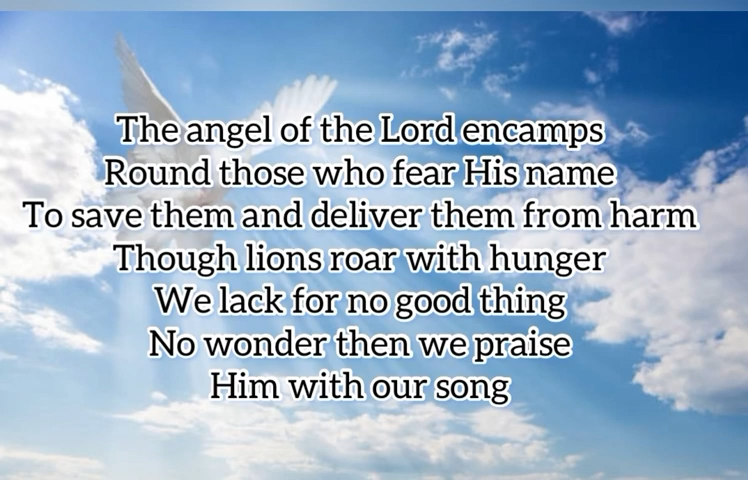 The angel of the Lord encamps
Round those who fear His name
To save them and deliver them from harm
Though lions roar with hunger
We lack for no good thing
No wonder then we praise
Him with our song